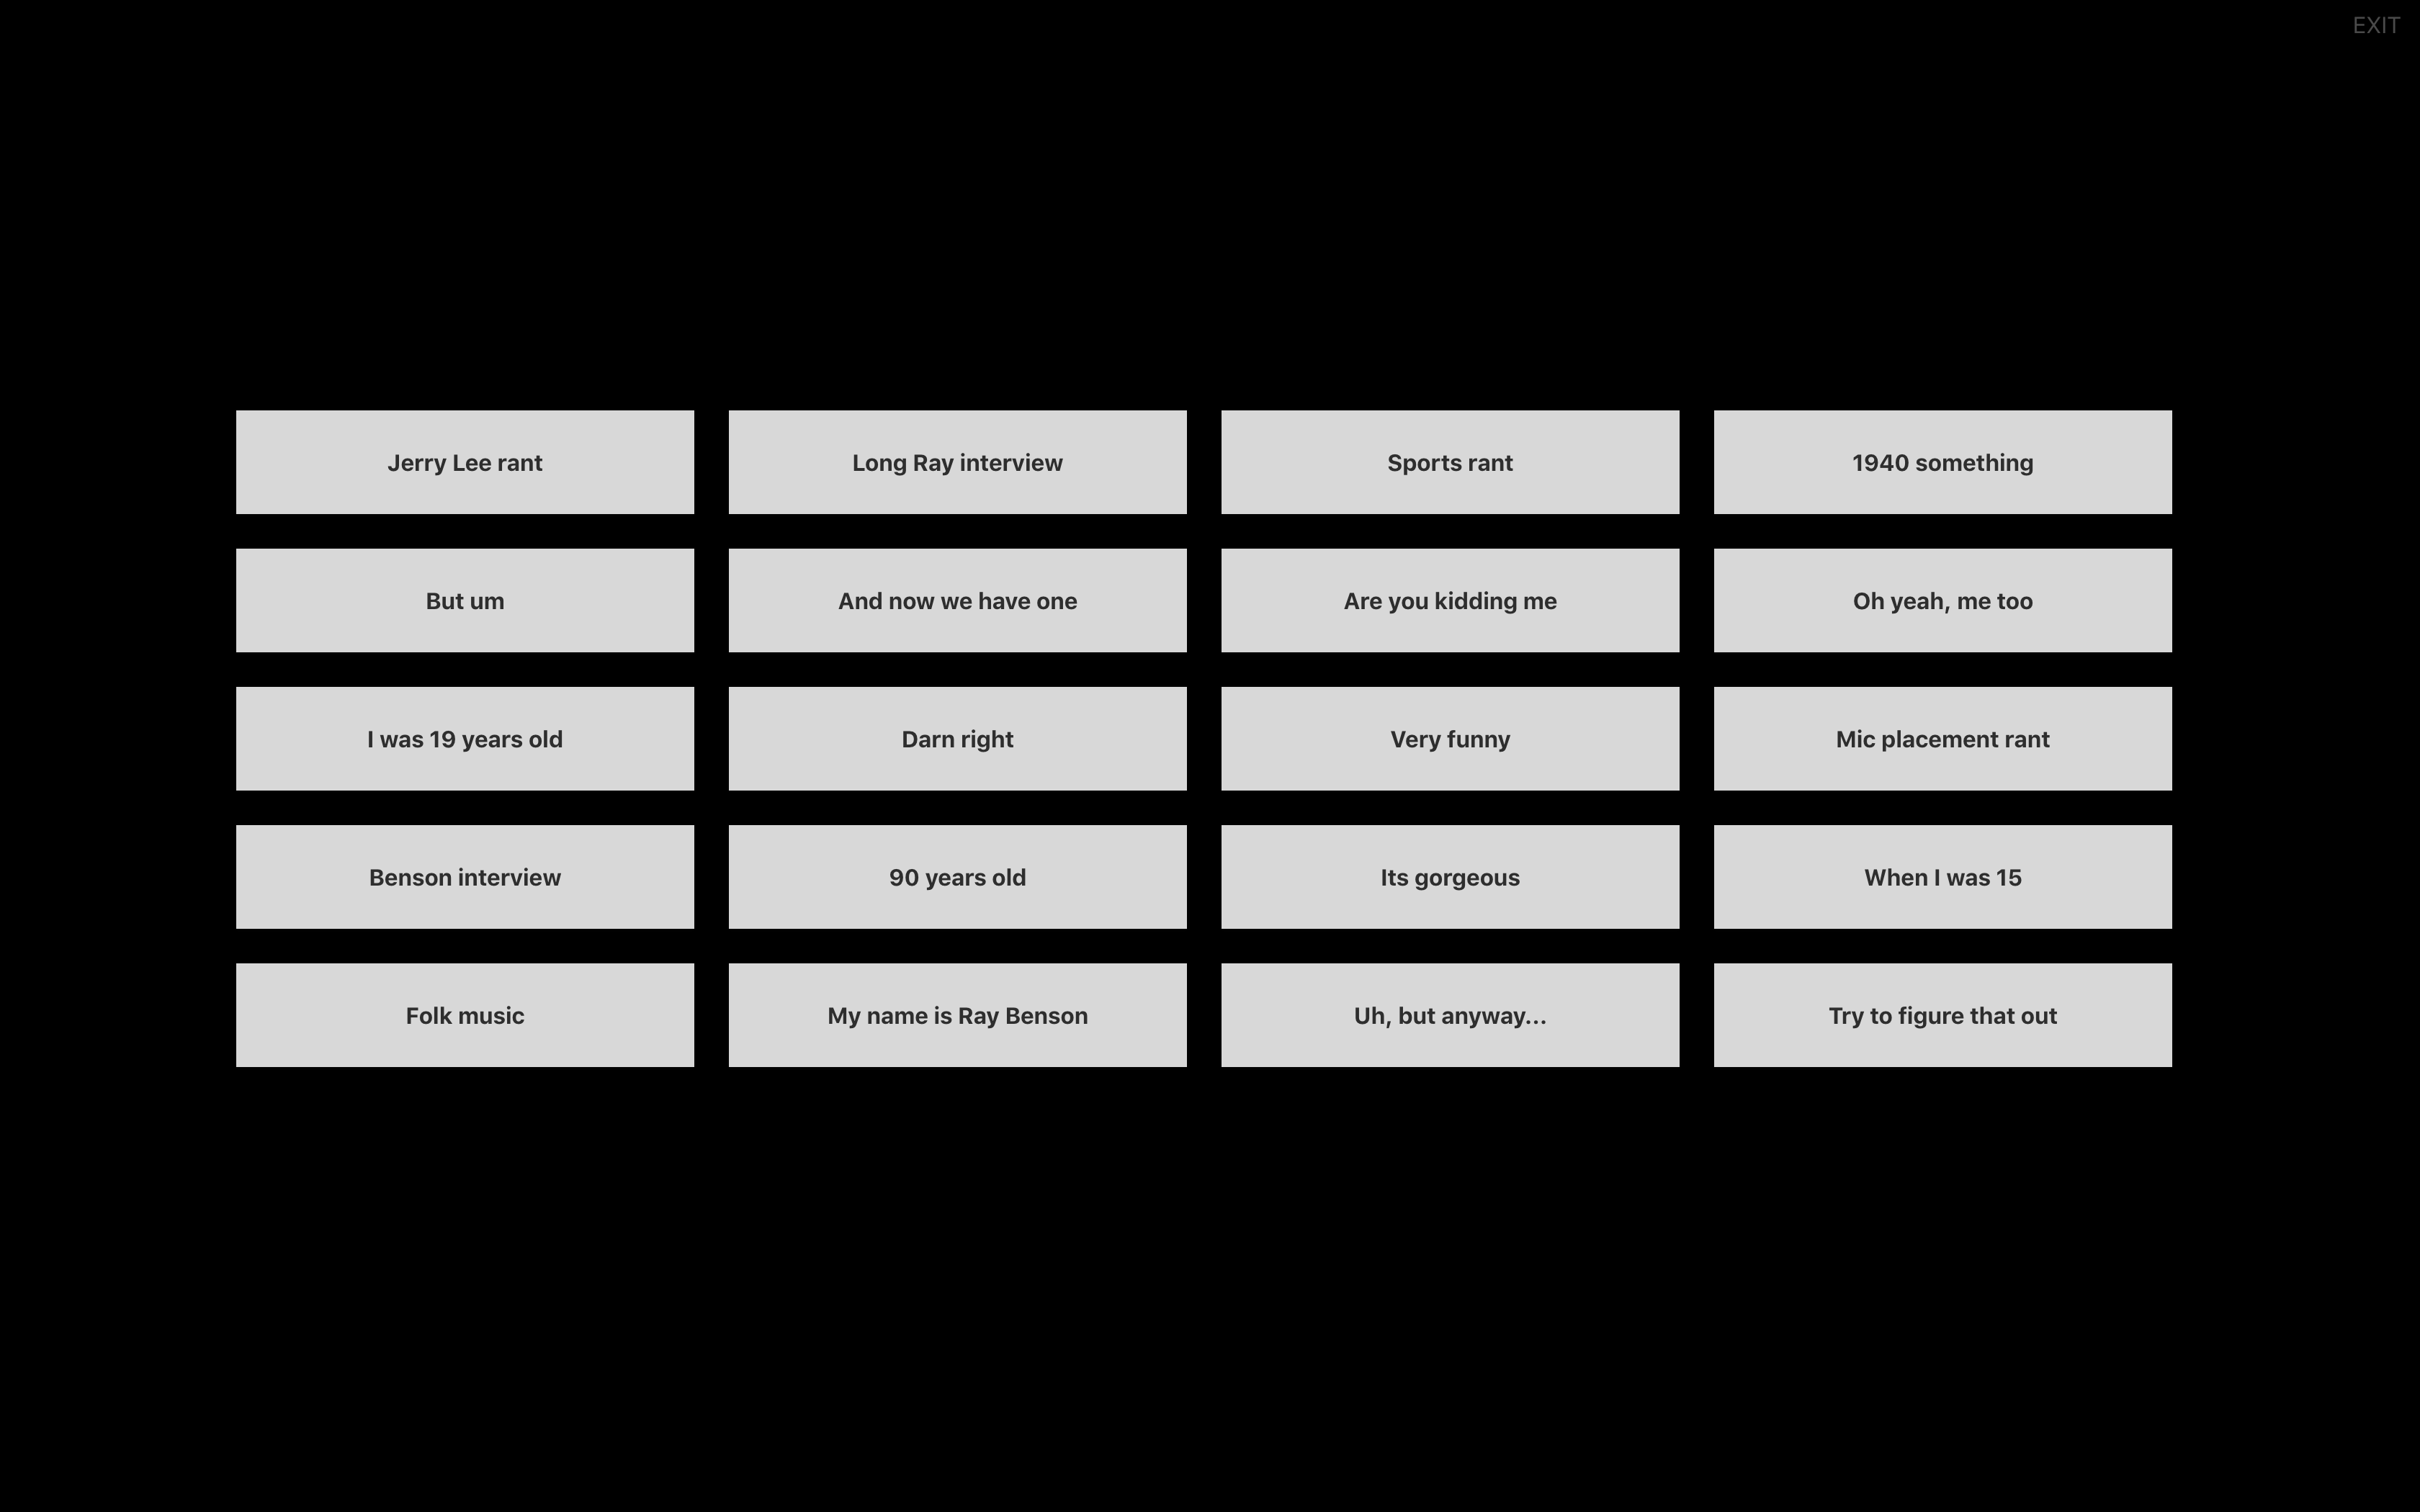 EXIT
Jerry Lee rant
Long Ray interview
Sports rant
1940 something
But um
And now we have one
Are you kidding me
Oh yeah, me too
I was 19 years old
Darn right
Very funny
Mic placement rant
Benson interview
90 years old
Its gorgeous
When I was 15
Folk music
My name is Ray Benson
Uh, but anyway...
Try to figure that out